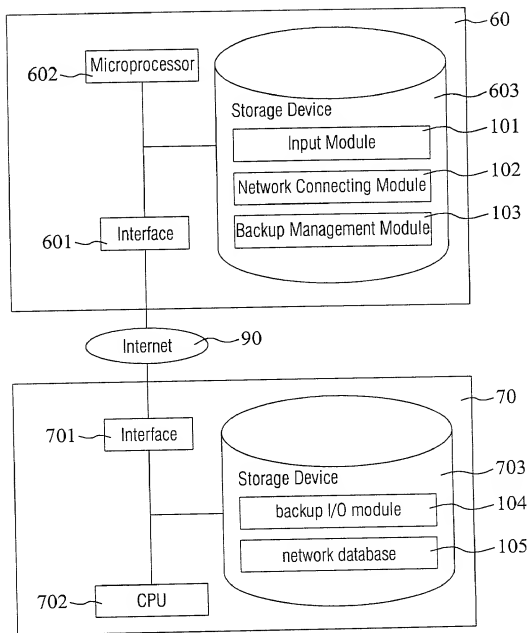 60
Microprocessor
602
603
Storage Device
101
Input Module
102
Network Connecting Module
103
Backup Management Module
601
Interface
Internet
90
70
701
Interface
703
Storage Device
104
backup I/O module
105
network database
702
CPU